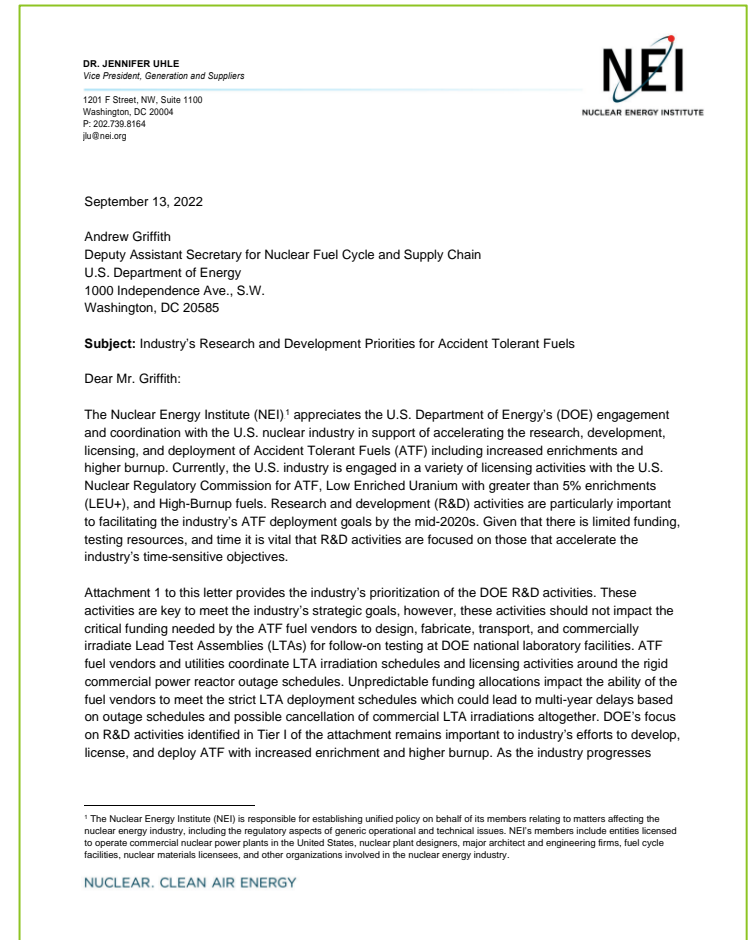 DR. JENNIFER UHLE
Vice President, Generation and Suppliers
1201 F Street, NW, Suite 1100
Washington, DC 20004
P: 202.739.8164
jlu@nei.org
NEI
NUCLEAR ENERGY INSTITUTE
September 13, 2022
Andrew Griffith
Deputy Assistant Secretary for Nuclear Fuel Cycle and Supply Chain
U.S. Department of Energy
1000 Independence Ave., S.W.
Washington, DC 20585
Subject: Industry's Research and Development Priorities for Accident Tolerant Fuels
Dear Mr. Griffith:
The Nuclear Energy Institute (NEI)¹ appreciates the U.S. Department of Energy's (DOE) engagement
and coordination with the U.S. nuclear industry in support of accelerating the research, development,
licensing, and deployment of Accident Tolerant Fuels (ATF) including increased enrichments and
higher burnup. Currently, the U.S. industry is engaged in a variety of licensing activities with the U.S.
Nuclear Regulatory Commission for ATF, Low Enriched Uranium with greater than 5% enrichments
(LEU+), and High-Burnup fuels. Research and development (R&D) activities are particularly important
to facilitating the industry's ATF deployment goals by the mid-2020s. Given that there is limited funding,
testing resources, and time it is vital that R&D activities are focused on those that accelerate the
industry's time-sensitive objectives.
Attachment 1 to this letter provides the industry's prioritization of the DOE R&D activities. These
activities are key to meet the industry's strategic goals, however, these activities should not impact the
critical funding needed by the ATF fuel vendors to design, fabricate, transport, and commercially
irradiate Lead Test Assemblies (LTAs) for follow-on testing at DOE national laboratory facilities. ATF
fuel vendors and utilities coordinate LTA irradiation schedules and licensing activities around the rigid
commercial power reactor outage schedules. Unpredictable funding allocations impact the ability of the
fuel vendors to meet the strict LTA deployment schedules which could lead to multi-year delays based
on outage schedules and possible cancellation of commercial LTA irradiations altogether. DOE's focus
on R&D activities identified in Tier I of the attachment remains important to industry's efforts to develop,
license, and deploy ATF with increased enrichment and higher burnup. As the industry progresses
¹ The Nuclear Energy Institute (NEI) is responsible for establishing unified policy on behalf of its members relating to matters affecting the
nuclear energy industry, including the regulatory aspects of generic operational and technical issues. NEI's members include entities licensed
to operate commercial nuclear power plants in the United States, nuclear plant designers, major architect and engineering firms, fuel cycle
facilities, nuclear materials licensees, and other organizations involved in the nuclear energy industry.
NUCLEAR. CLEAN AIR ENERGY